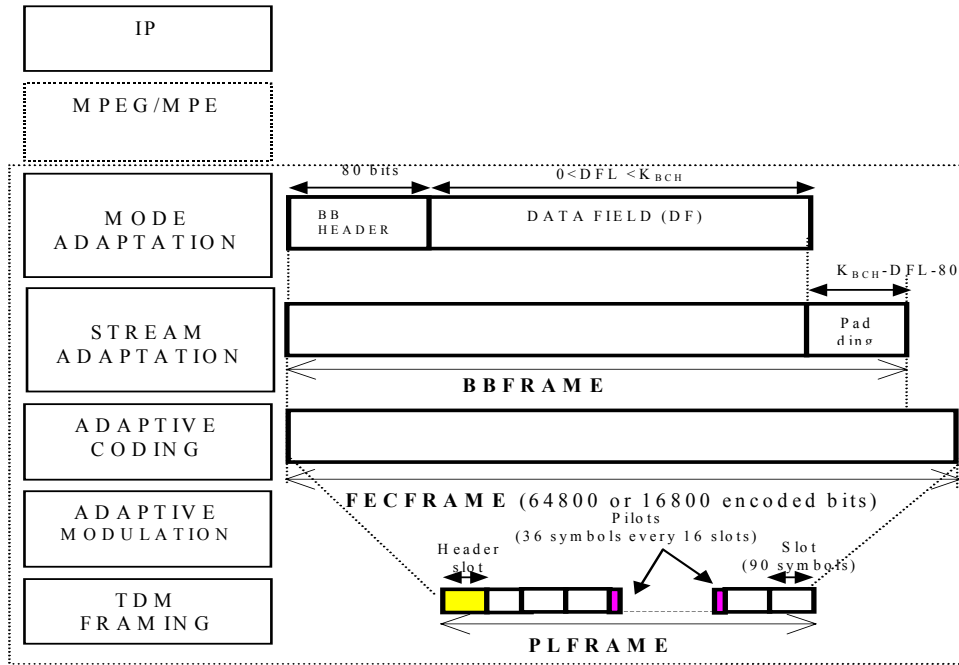 IP
MPEG/MPE
MODE
ADAPTATION
80 bits
0<DFL <K_BCH
BB
HEADER
DATA FIELD (DF)
K_BCH-DFL-80
STREAM
ADAPTATION
Pad
ding
BBFRAME
ADAPTIVE
CODING
FECFRAME (64800 or 16800 encoded bits)
ADAPTIVE
MODULATION
Pilots
(36 symbols every 16 slots)
Header
slot
Slot
(90 symbols)
TDM
FRAMING
PLFRAME